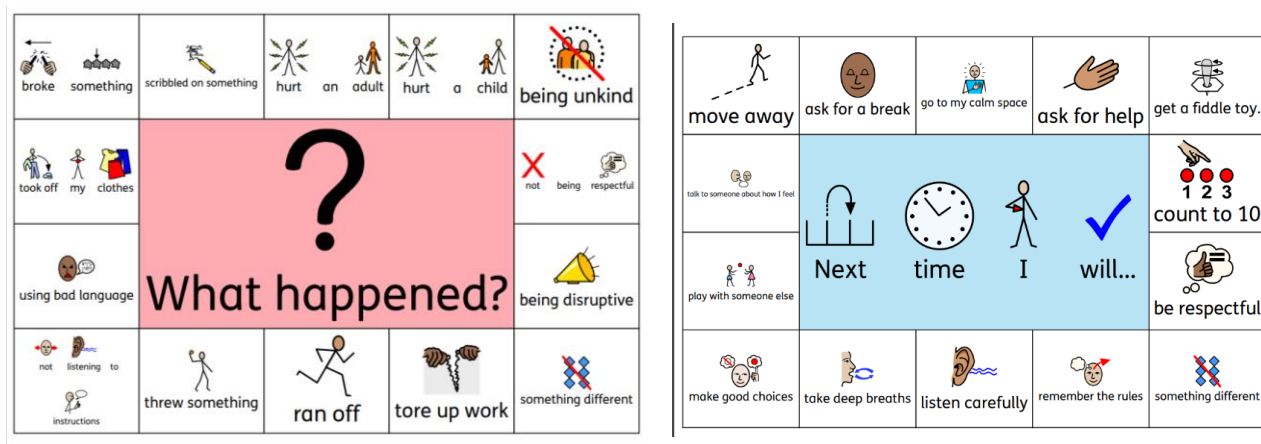 broke something
scribbled on something
hurt an adult
hurt a child
being unkind
took off my clothes
?
What happened?
not being respectful
using bad language
being disruptive
not listening to
instructions
threw something
ran off
tore up work
something different
move away
ask for a break
go to my calm space
ask for help
get a fiddle toy.
talk to someone about how I feel
Next time I will...
1 2 3
count to 10
play with someone else
be respectful
make good choices
take deep breaths
listen carefully
remember the rules
something different